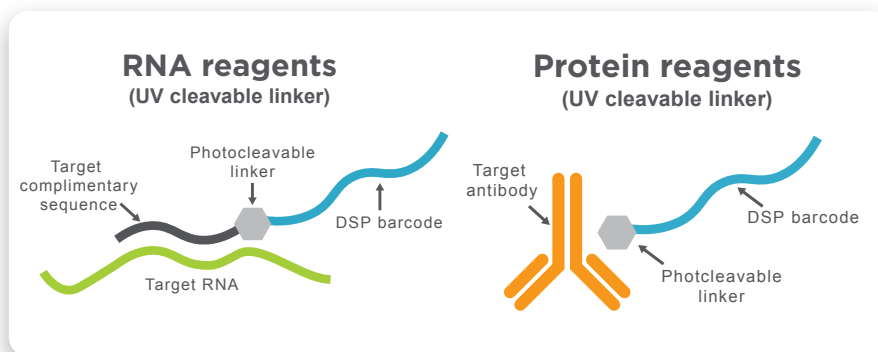 RNA reagents
(UV cleavable linker)
Target
complimentary
sequence
Photocleavable
linker
DSP barcode
Target RNA
Protein reagents
(UV cleavable linker)
Target
antibody
DSP barcode
Photcleavable
linker